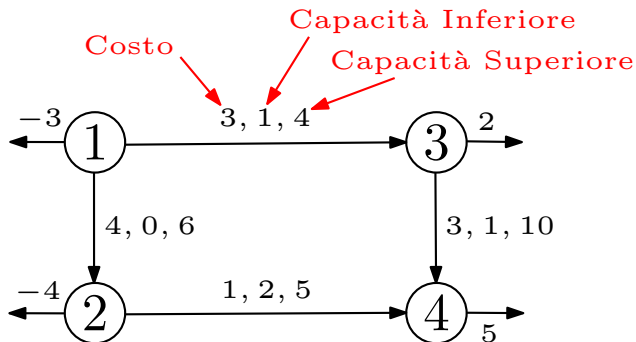 Capacità Inferiore
Costo
Capacità Superiore
−3
3, 1, 4
2
1
3
4, 0, 6
3, 1, 10
−4
1, 2, 5
2
4
5